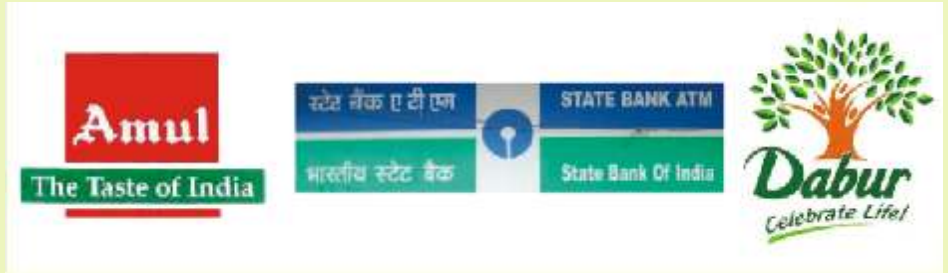 Amul
The Taste of India
स्टेट बैंक ए टी एम
STATE BANK ATM
भारतीय स्टेट बैंक
State Bank Of India
Dabur
Celebrate Life!